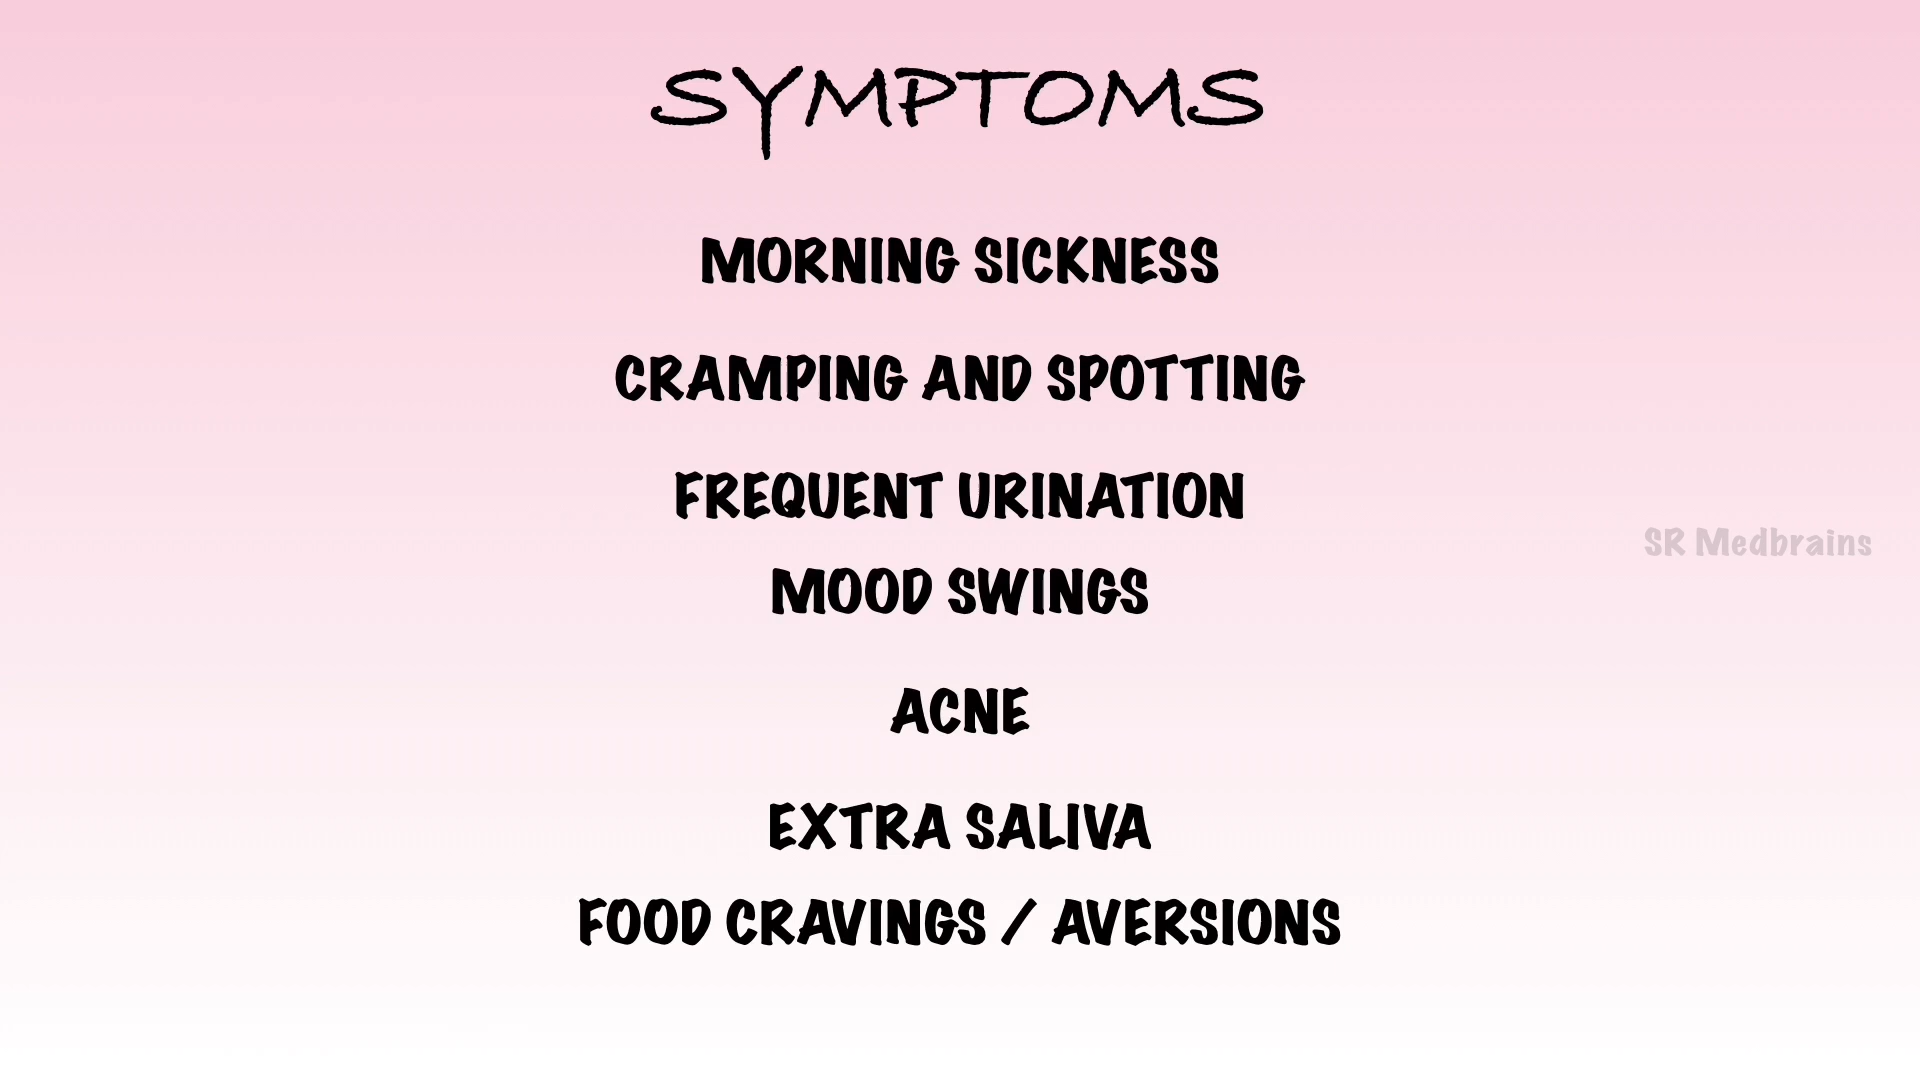 SYMPTOMS
MORNING SICKNESS
CRAMPING AND SPOTTING
FREQUENT URINATION
SR Medbrains
MOOD SWINGS
ACNE
EXTRA SALIVA
FOOD CRAVINGS / AVERSIONS